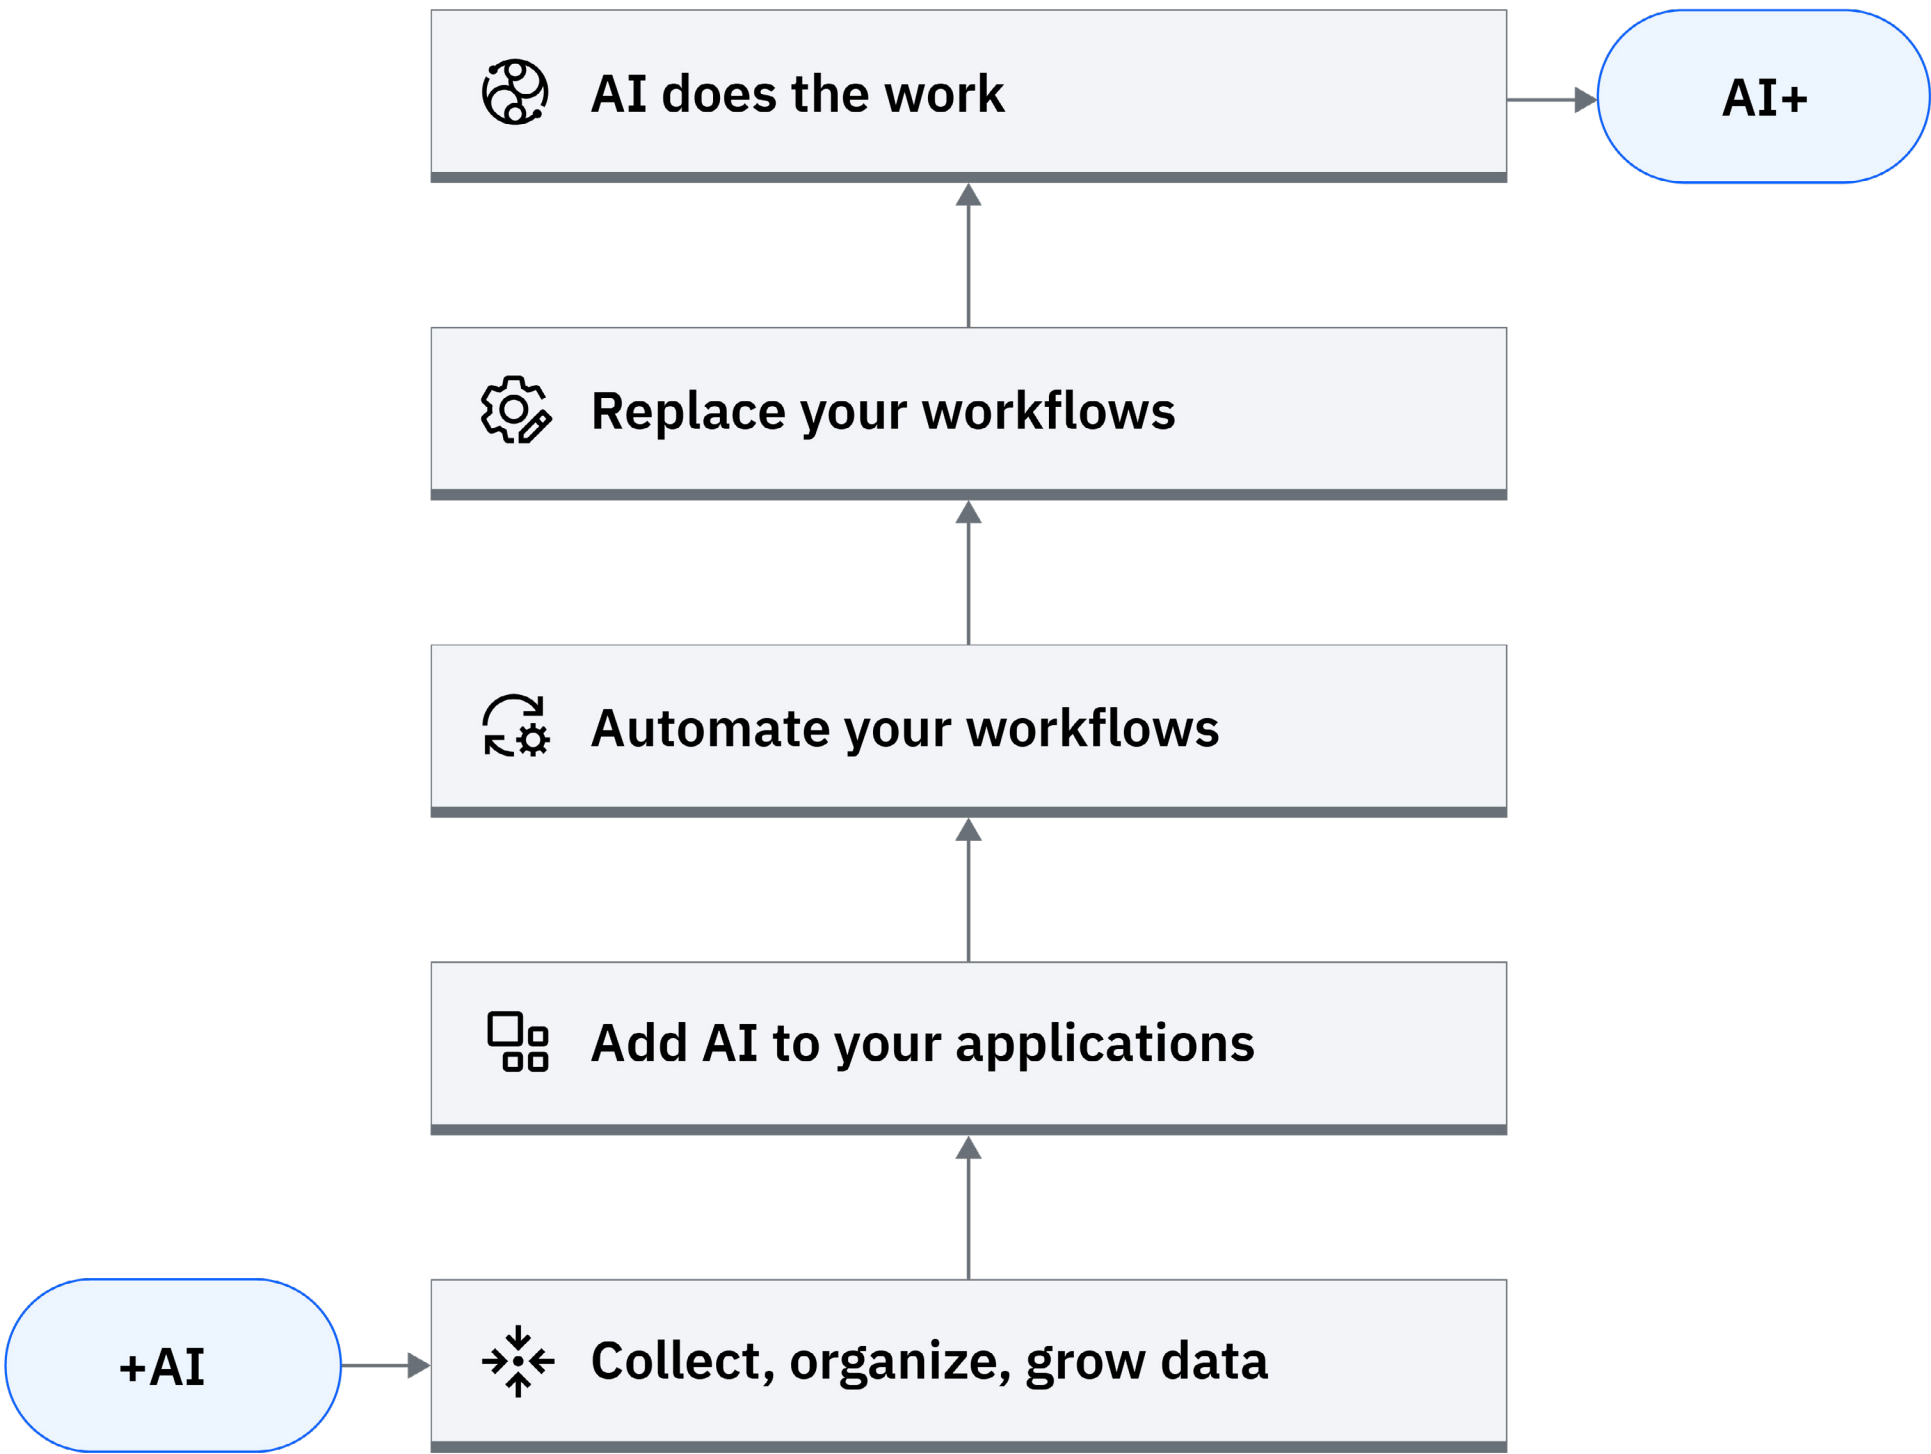 AI does the work
AI+
Replace your workflows
Automate your workflows
Add AI to your applications
+AI
Collect, organize, grow data